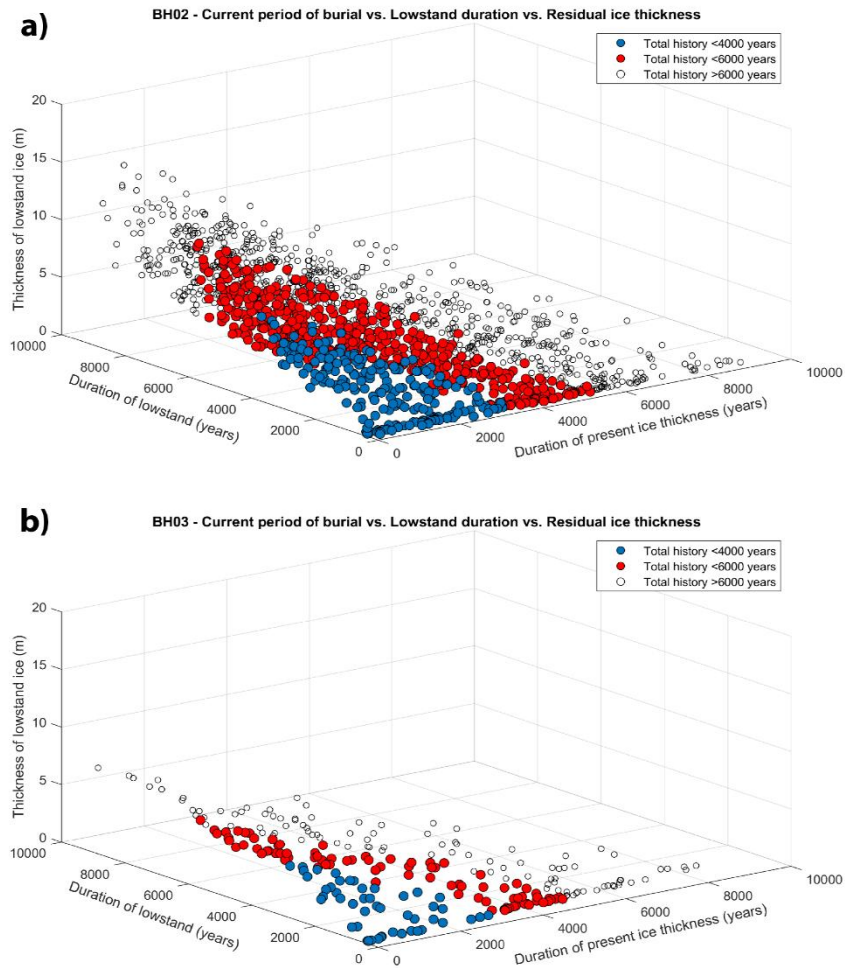 a)
BH02 - Current period of burial vs. Lowstand duration vs. Residual ice thickness
Total history <4000 years
Total history <6000 years
Total history >6000 years
Thickness of lowstand ice (m)
20
15
10
5
0
Duration of lowstand (years)
10000
8000
6000
4000
2000
0
Duration of present ice thickness (years)
0
2000
4000
6000
8000
10000
b)
BH03 - Current period of burial vs. Lowstand duration vs. Residual ice thickness
Total history <4000 years
Total history <6000 years
Total history >6000 years
Thickness of lowstand ice (m)
20
15
10
5
0
Duration of lowstand (years)
10000
8000
6000
4000
2000
0
Duration of present ice thickness (years)
0
2000
4000
6000
8000
10000